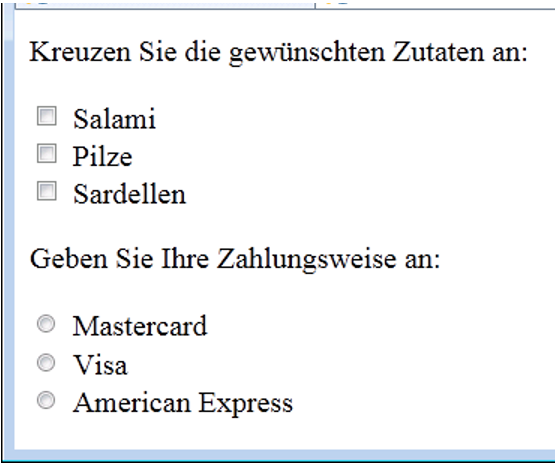 Kreuzen Sie die gewünschten Zutaten an:
Salami
Pilze
Sardellen
Geben Sie Ihre Zahlungsweise an:
Mastercard
Visa
American Express